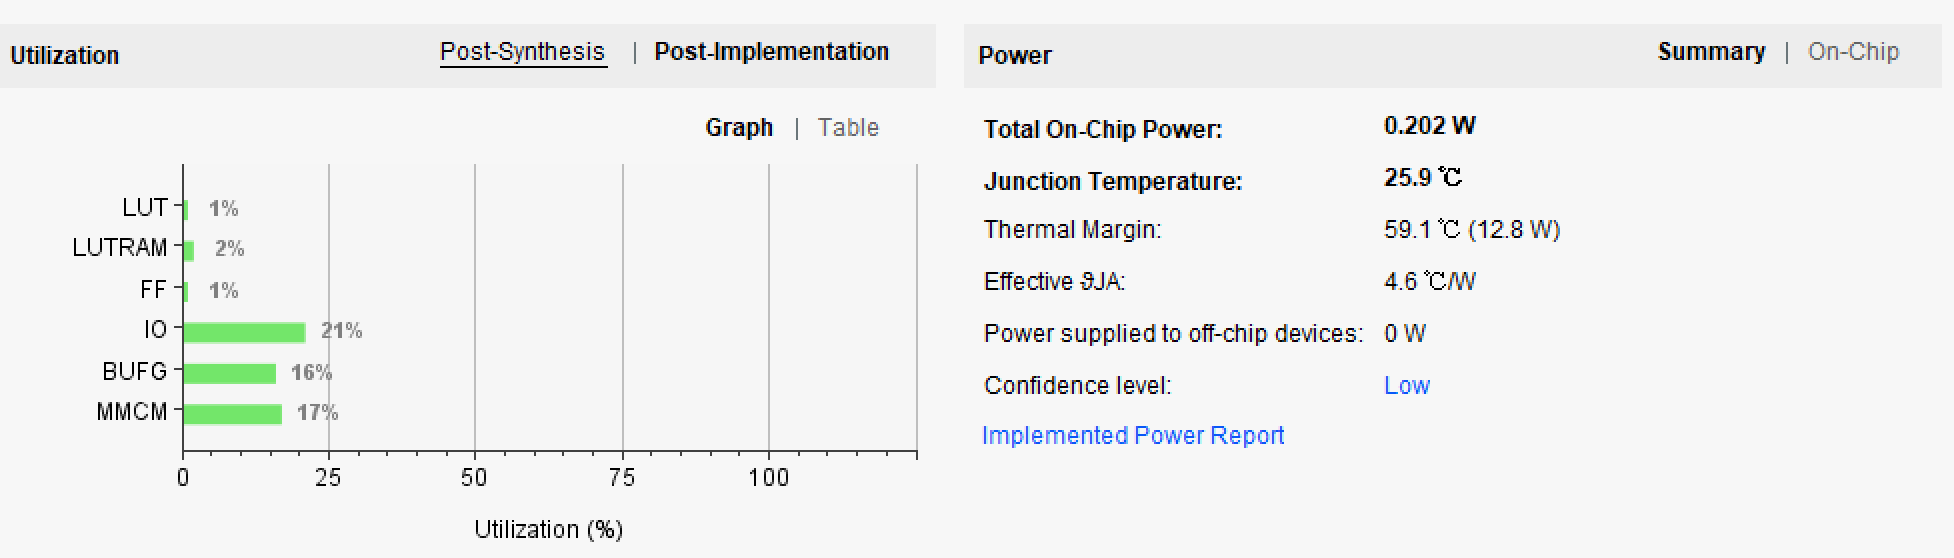 Utilization
Post-Synthesis | Post-Implementation
Graph | Table
LUT 1%
LUTRAM 2%
FF 1%
IO 21%
BUFG 16%
MMCM 17%
0 25 50 75 100
Utilization (%)
Power
Summary | On-Chip
Total On-Chip Power: 0.202 W
Junction Temperature: 25.9 ℃
Thermal Margin: 59.1 ℃ (12.8 W)
Effective ϑJA: 4.6 ℃/W
Power supplied to off-chip devices: 0 W
Confidence level: Low
Implemented Power Report